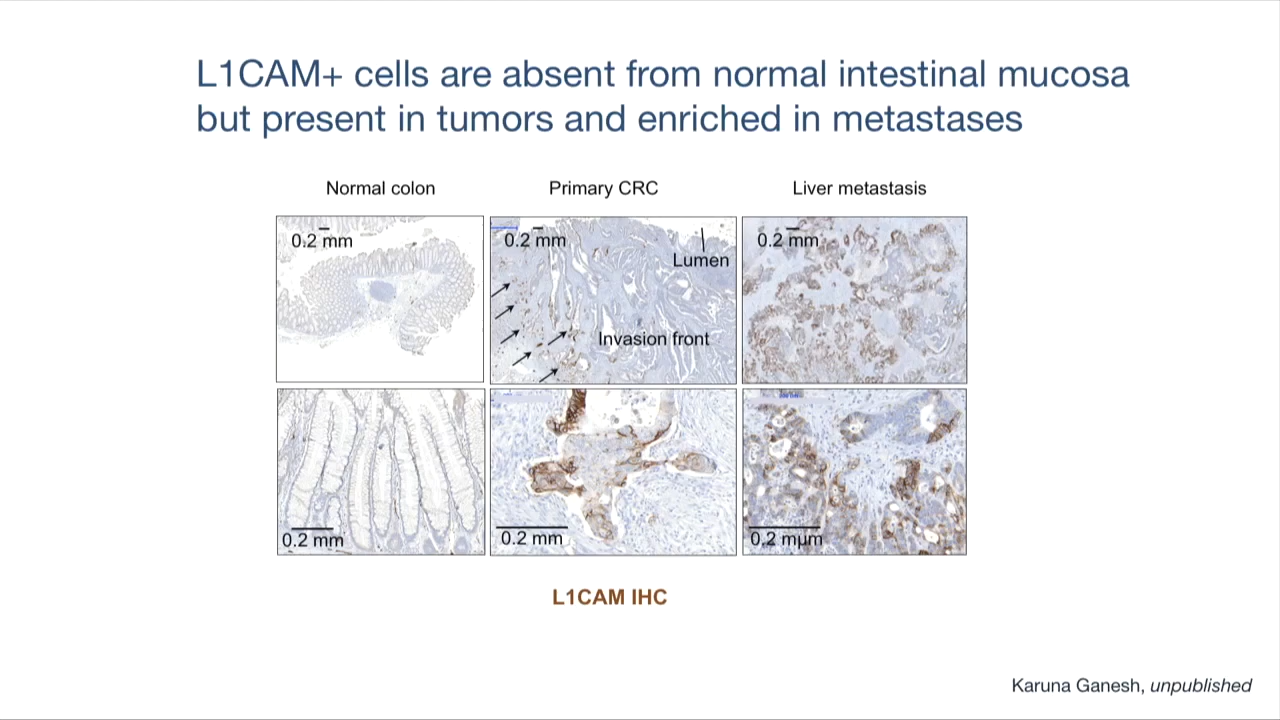 L1CAM+ cells are absent from normal intestinal mucosa
but present in tumors and enriched in metastases
Normal colon
Primary CRC
Liver metastasis
0.2 mm
0.2 mm
Lumen
Invasion front
0.2 mm
0.2 mm
0.2 mm
0.2 mµm
L1CAM IHC
Karuna Ganesh, unpublished